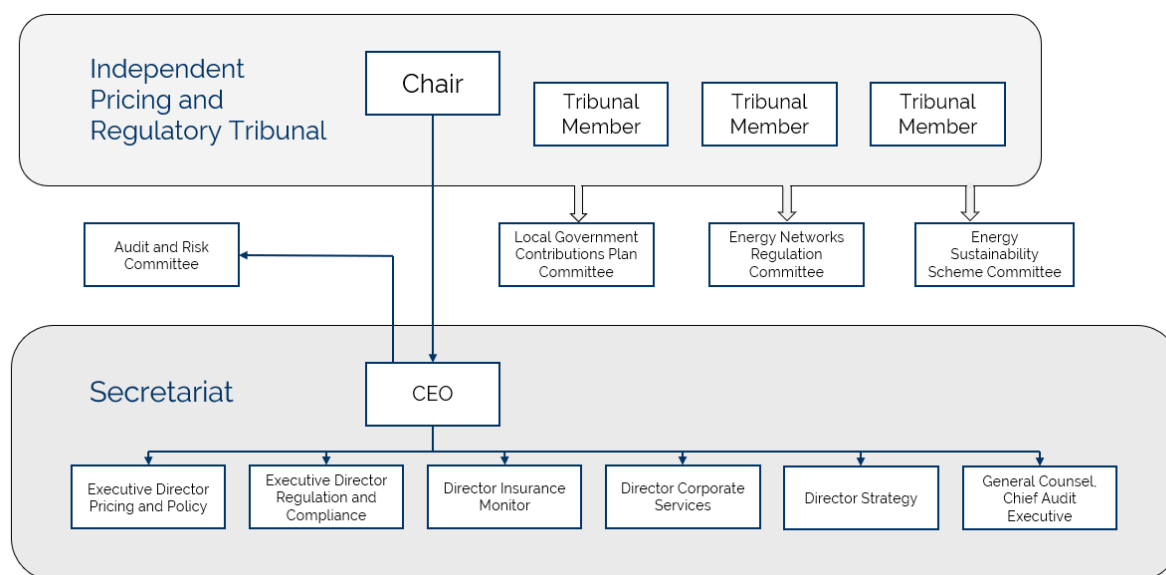 Independent
Pricing and
Regulatory Tribunal
Chair
Tribunal
Member
Tribunal
Member
Tribunal
Member
Audit and Risk
Committee
Local Government
Contributions Plan
Committee
Energy Networks
Regulation
Committee
Energy
Sustainability
Scheme Committee
Secretariat
CEO
Executive Director
Pricing and Policy
Executive Director
Regulation and
Compliance
Director Insurance
Monitor
Director Corporate
Services
Director Strategy
General Counsel,
Chief Audit
Executive